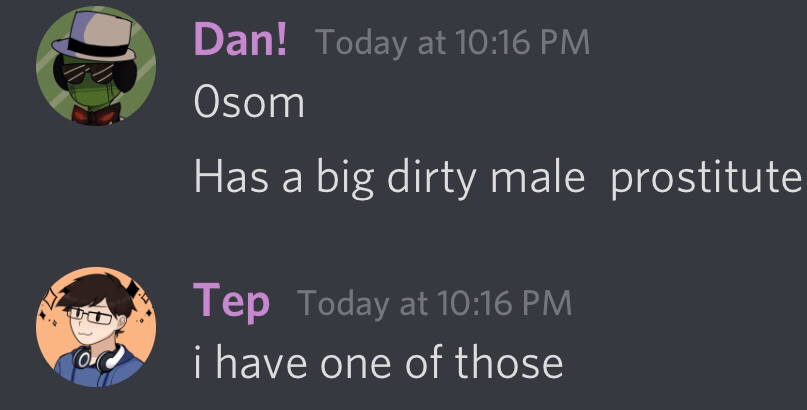 Dan! Today at 10:16 PM
0som
Has a big dirty male  prostitute
Tep Today at 10:16 PM
i have one of those